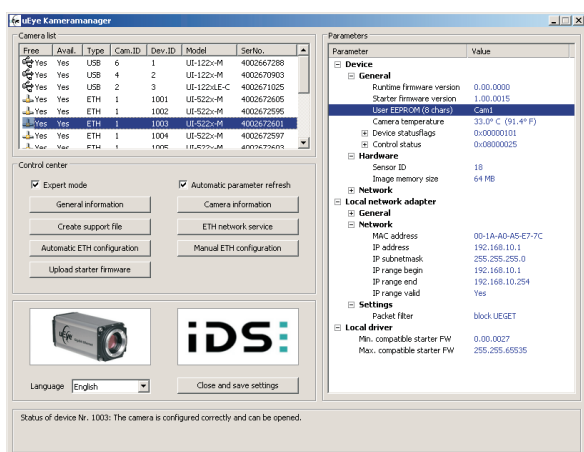 uEye Kameramanager
Camera list
Free Avail. Type Cam.ID Dev.ID Model SerNo.
Yes Yes USB 6 1 UI-122x-M 4002667288
Yes Yes USB 4 2 UI-122x-M 4002670903
Yes Yes USB 2 3 UI-122xLE-C 4002671025
Yes Yes ETH 1 1001 UI-522x-M 4002672605
Yes Yes ETH 1 1002 UI-522x-M 4002672595
Yes Yes ETH 1 1003 UI-522x-M 4002672601
Yes Yes ETH 1 1004 UI-522x-M 4002672597
Yes Yes ETH 1 1005 UI-522x-M 4002672603
Control center
Expert mode Automatic parameter refresh
General information Camera information
Create support file ETH network service
Automatic ETH configuration Manual ETH configuration
Upload starter firmware
uEye
iDS
Language English Close and save settings
Parameters
Parameter Value
Device
General
Runtime firmware version 0.00.0000
Starter firmware version 1.00.0015
User EEPROM (8 chars) Cam1
Camera temperature 33.0° C (91.4° F)
Device statusflags 0x00000101
Control status 0x08000025
Hardware
Sensor ID 18
Image memory size 64 MB
Network
Local network adapter
General
Network
MAC address 00-1A-A0-A5-E7-7C
IP address 192.168.10.1
IP subnetmask 255.255.255.0
IP range begin 192.168.10.1
IP range end 192.168.10.254
IP range valid Yes
Settings
Packet filter block UEGET
Local driver
Min. compatible starter FW 0.00.0027
Max. compatible starter FW 255.255.65535
Status of device Nr. 1003: The camera is configured correctly and can be opened.